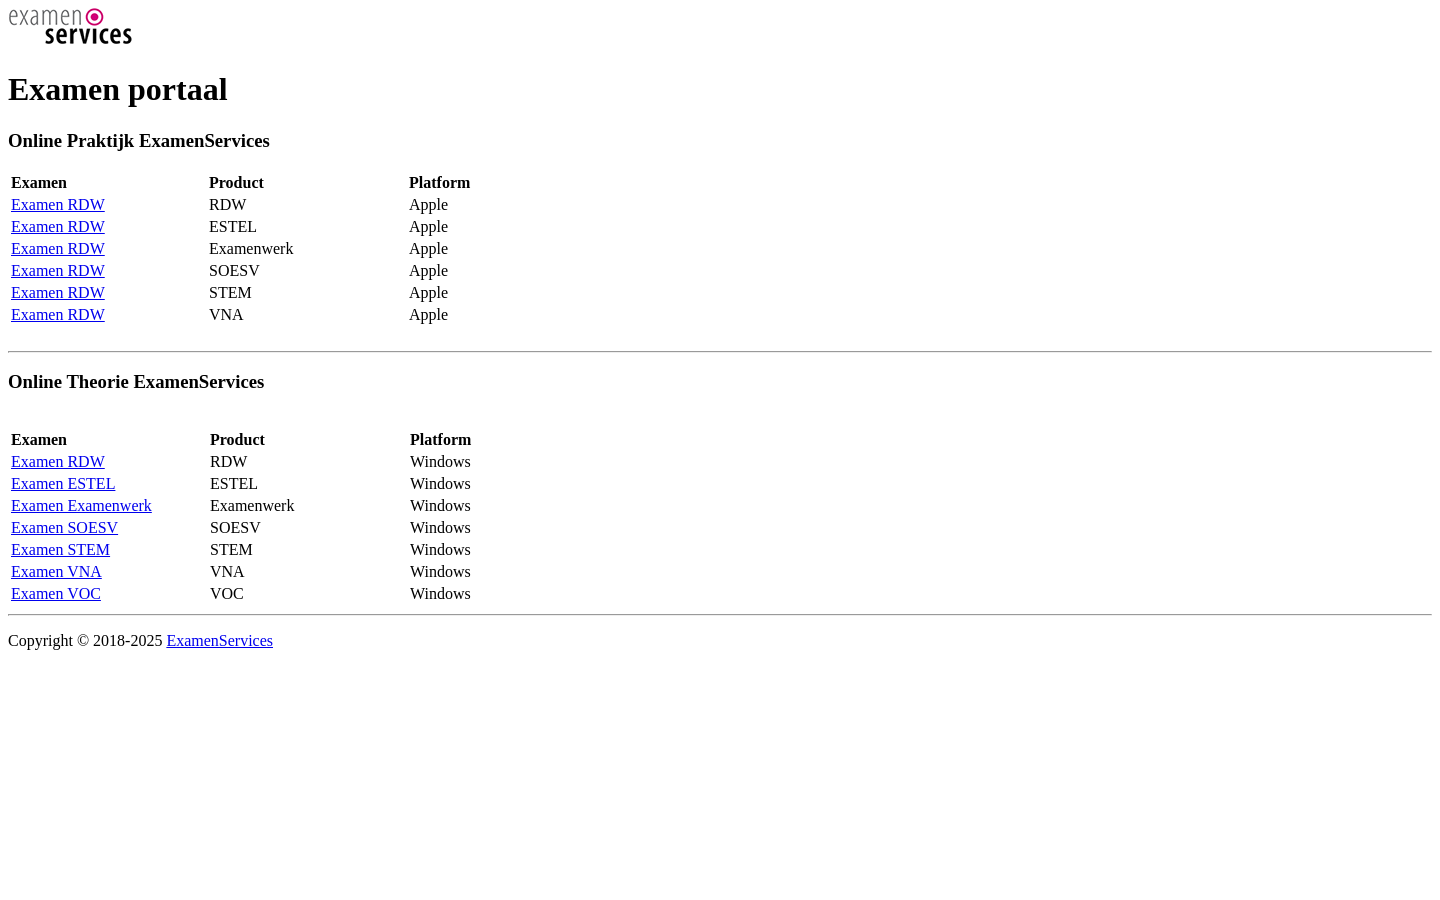 examen
services
Examen portaal
Online Praktijk ExamenServices
Examen Product Platform
Examen RDW RDW Apple
Examen RDW ESTEL Apple
Examen RDW Examenwerk Apple
Examen RDW SOESV Apple
Examen RDW STEM Apple
Examen RDW VNA Apple
Online Theorie ExamenServices
Examen Product Platform
Examen RDW RDW Windows
Examen ESTEL ESTEL Windows
Examen Examenwerk Examenwerk Windows
Examen SOESV SOESV Windows
Examen STEM STEM Windows
Examen VNA VNA Windows
Examen VOC VOC Windows
Copyright © 2018-2025 ExamenServices